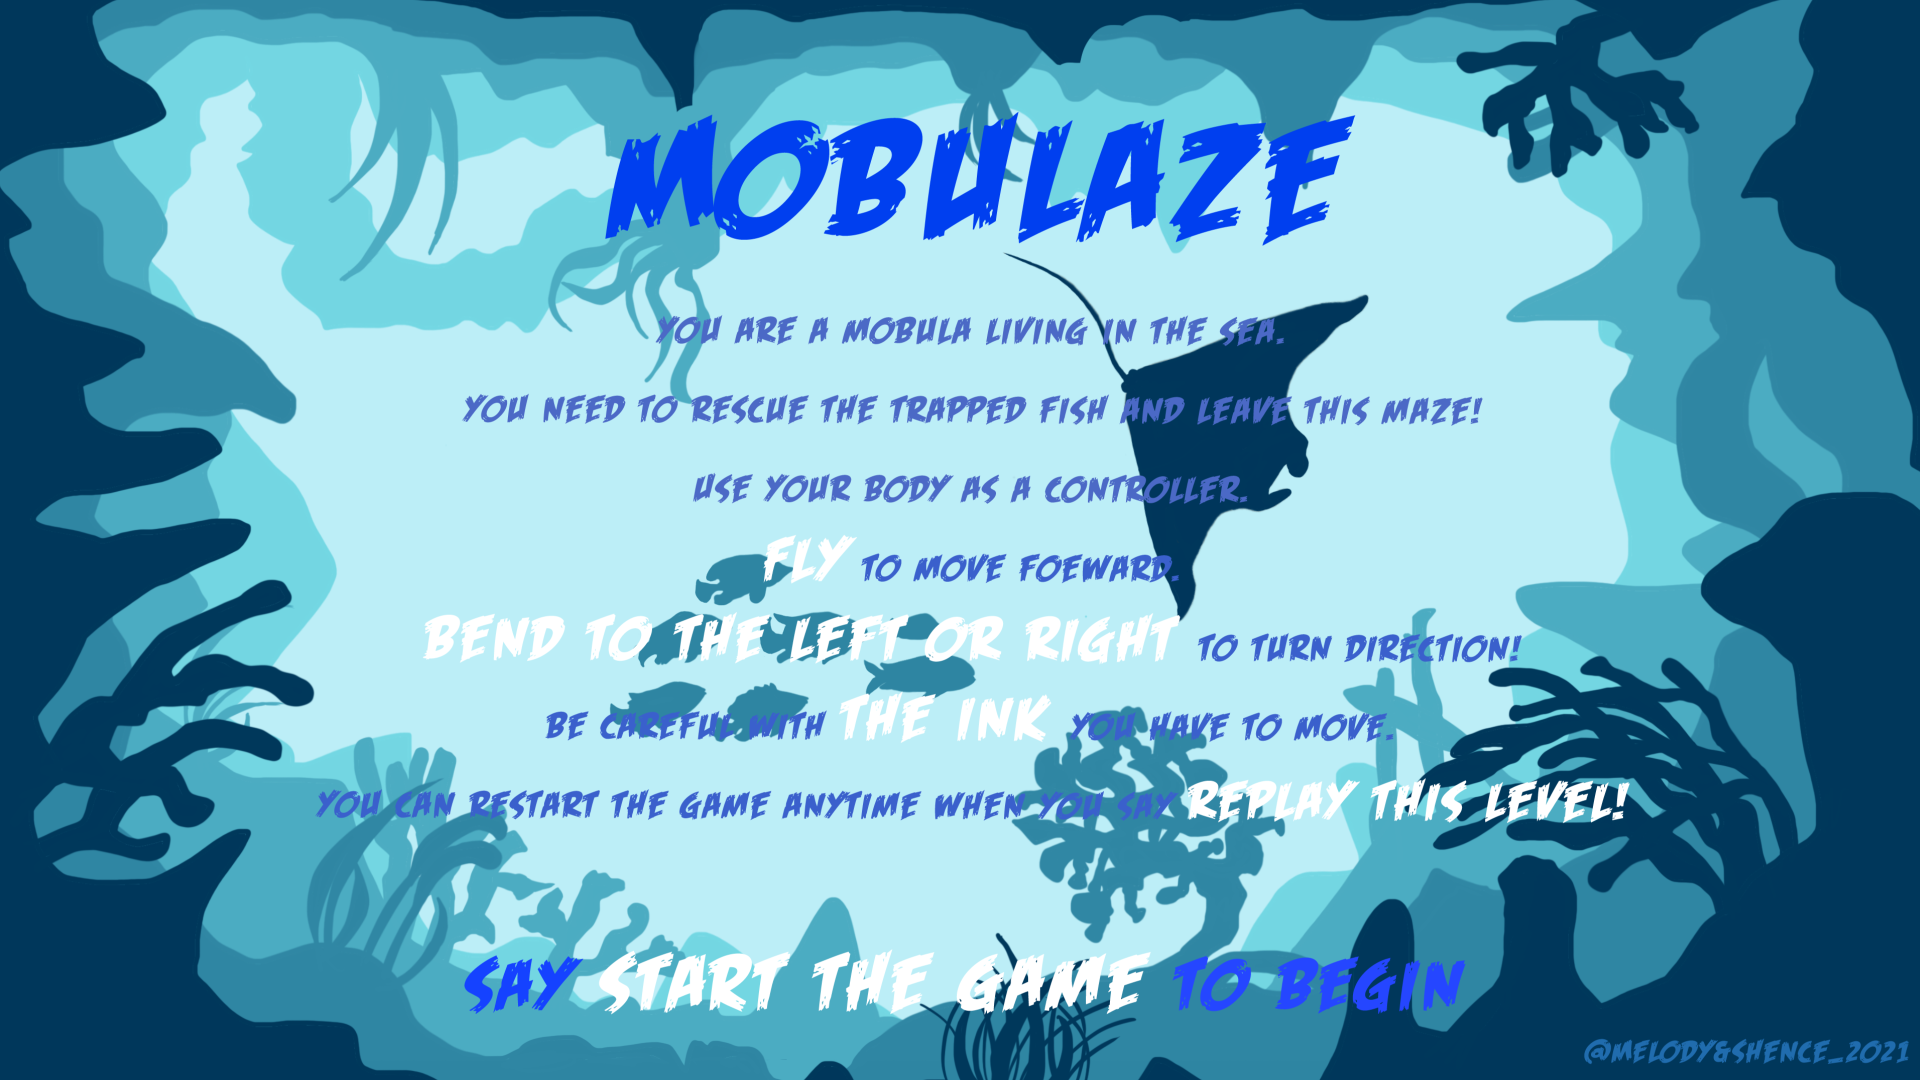 MOBULAZE
YOU ARE A MOBULA LIVING IN THE SEA.
YOU NEED TO RESCUE THE TRAPPED FISH AND LEAVE THIS MAZE!
USE YOUR BODY AS A CONTROLLER.
FLY TO MOVE FOEWARD.
BEND TO THE LEFT OR RIGHT TO TURN DIRECTION!
BE CAREFUL WITH THE INK YOU HAVE TO MOVE.
YOU CAN RESTART THE GAME ANYTIME WHEN YOU SAY REPLAY THIS LEVEL!
SAY START THE GAME TO BEGIN
@MELODY&SHENCE_2021